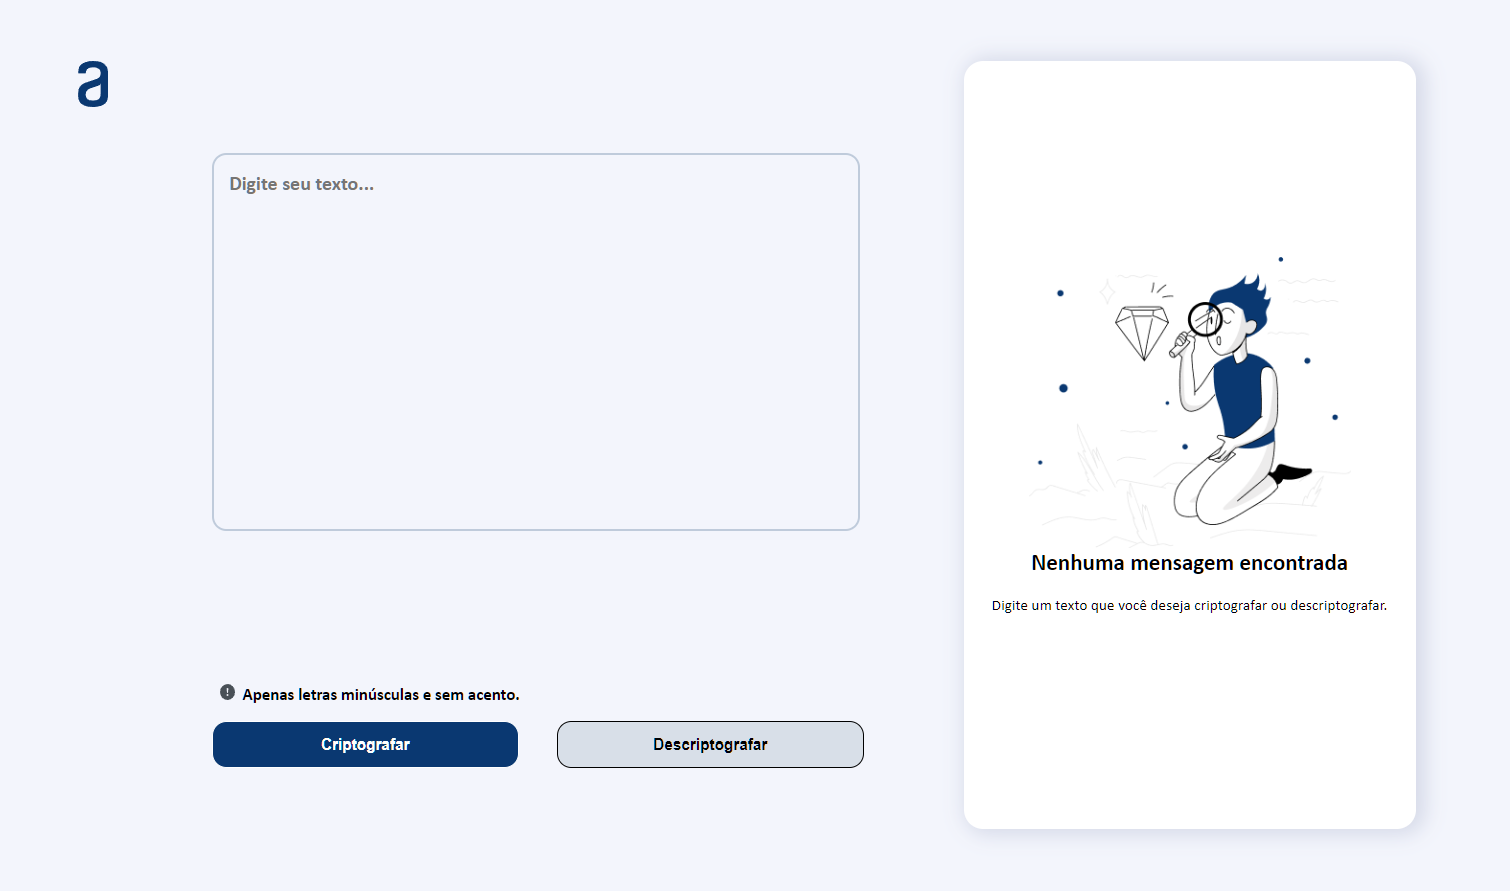 a
Digite seu texto...
Nenhuma mensagem encontrada
Digite um texto que você deseja criptografar ou descriptografar.
Apenas letras minúsculas e sem acento.
Criptografar
Descriptografar